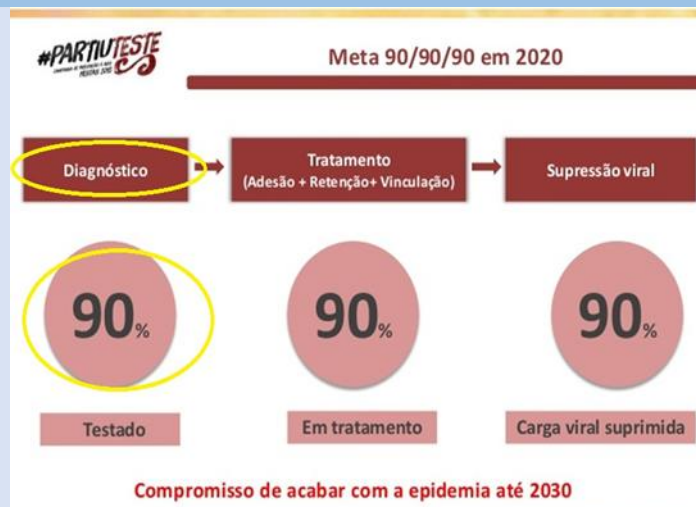 #PARTIUTESTE
Meta 90/90/90 em 2020
Diagnóstico
Tratamento
(Adesão + Retenção+ Vinculação)
Supressão viral
90%
90%
90%
Testado
Em tratamento
Carga viral suprimida
Compromisso de acabar com a epidemia até 2030